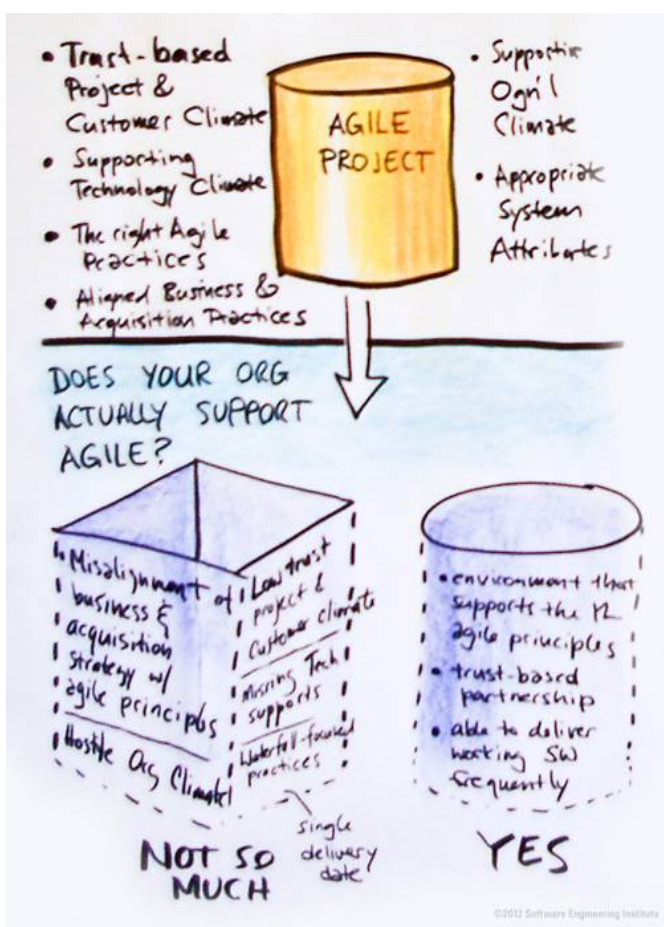 • Trust-based
Project &
Customer Climate
• Supporting
Technology Climate
• The right Agile
Practices
• Aligned Business &
Acquisition Practices
AGILE
PROJECT
• Supportive
Ogn'l
Climate
• Appropriate
System
Attributes
DOES YOUR ORG
ACTUALLY SUPPORT
AGILE?
• Misalignment of
business &
acquisition
strategy w/
agile principles
Hostile Org Climate
Low trust
project &
Customer climate
Missing Tech
supports
Waterfall-focused
practices
single
delivery
date
NOT SO
MUCH
• environment that
supports the 12
agile principles
• trust-based
partnership
• able to deliver
working SW
frequently
YES
©2012 Software Engineering Institute